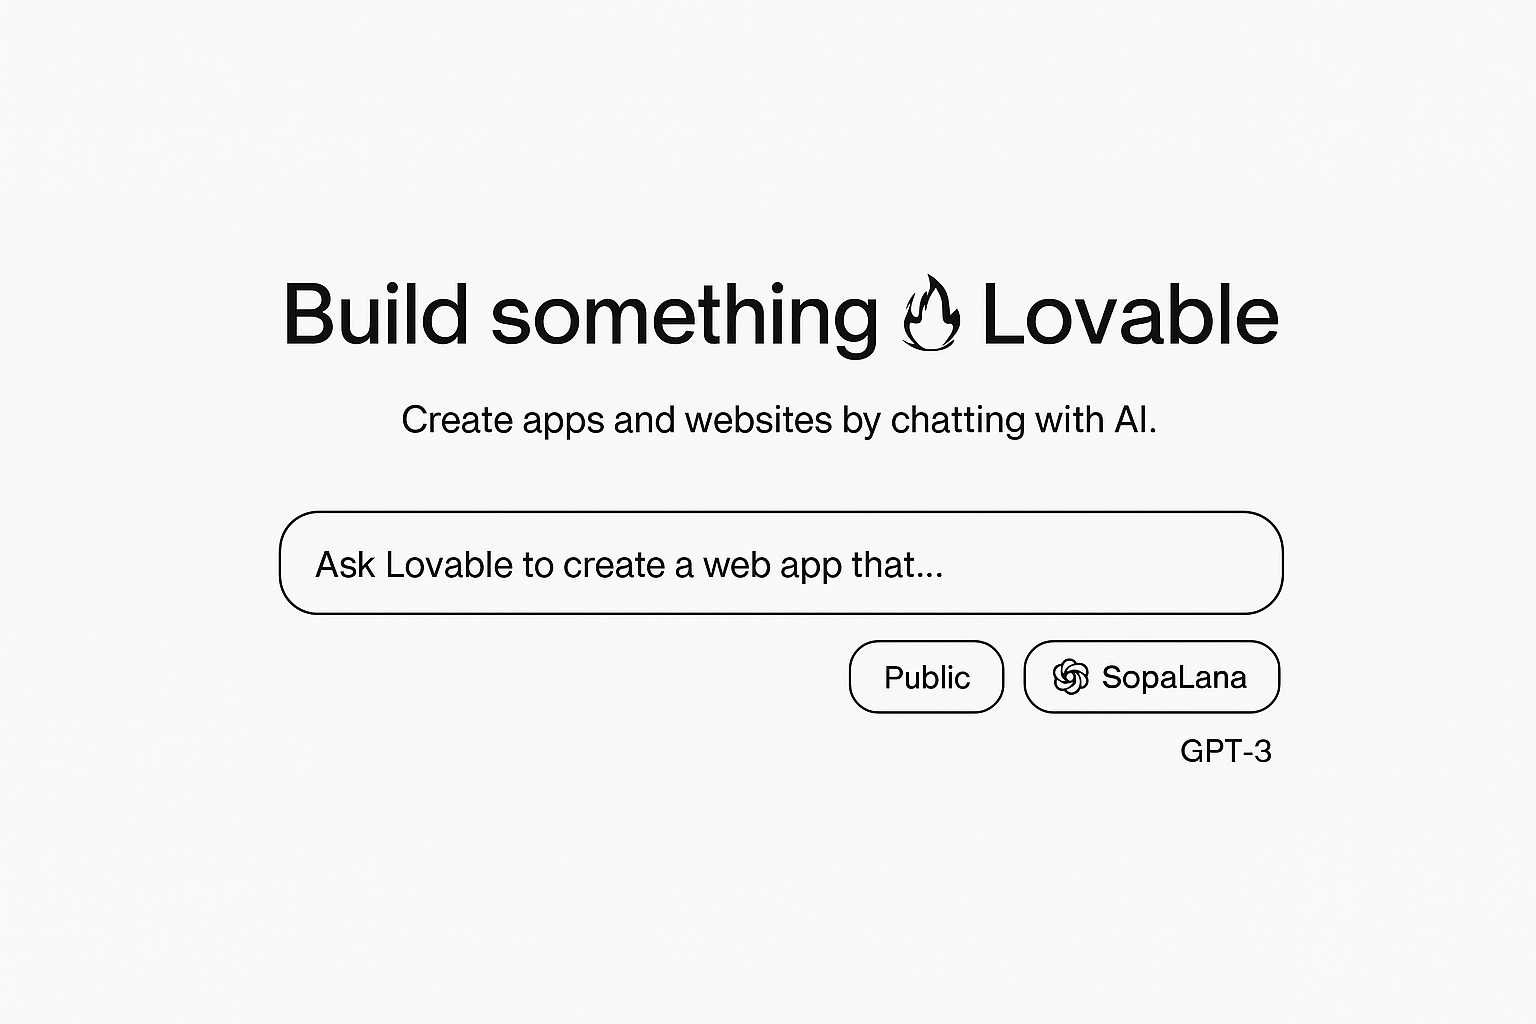 Build something Lovable
Create apps and websites by chatting with AI.
Ask Lovable to create a web app that...
Public
SopaLana
GPT-3